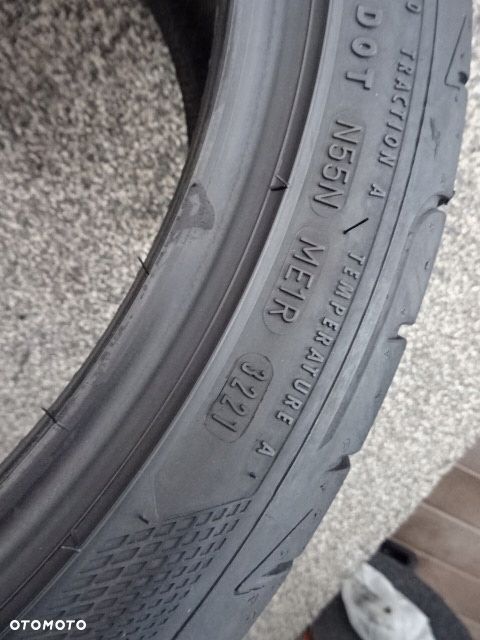 TRACTION A TEMPERATURE A
DOT N55N ME1R 3221
OTOMOTO